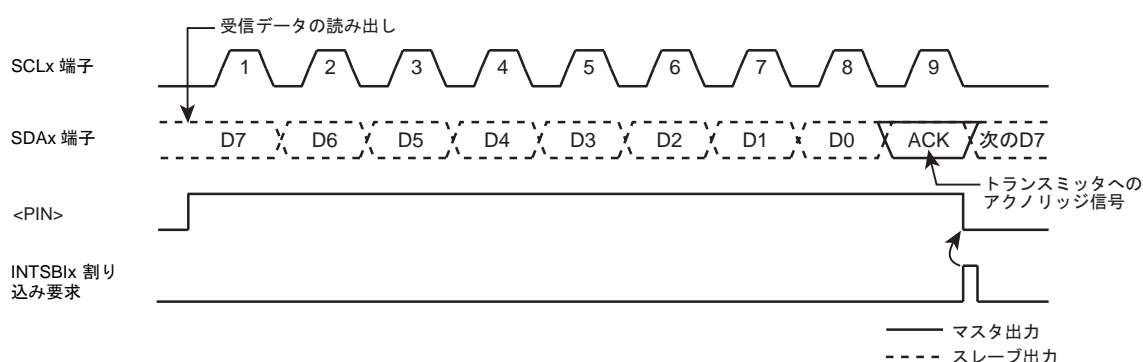 受信データの読み出し
SCLx 端子
1 2 3 4 5 6 7 8 9
SDAx 端子
D7 D6 D5 D4 D3 D2 D1 D0 ACK 次のD7
トランスミッタへの
アクノリッジ信号
<PIN>
INTSBIx 割り
込み要求
マスタ出力
スレーブ出力